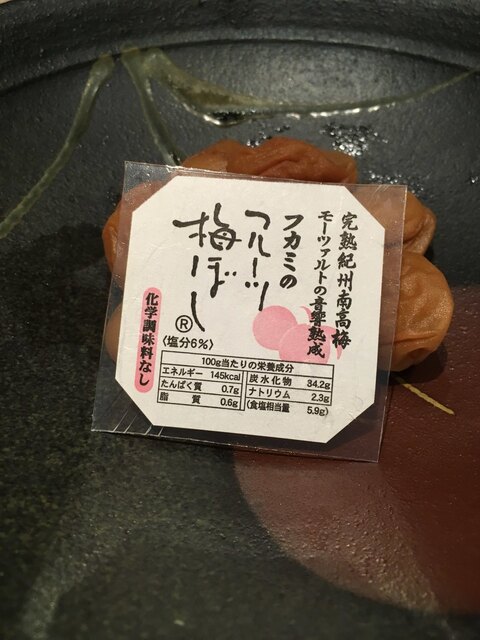 完熟紀州南高梅
モーツァルトの音響熟成
フカミの
フルーツ
梅ぼし®
〈塩分6%〉
化学調味料なし
100g当たりの栄養成分
エネルギー 145kcal
たんぱく質 0.7g
脂質 0.6g
炭水化物 34.2g
ナトリウム 2.3g
(食塩相当量 5.9g)